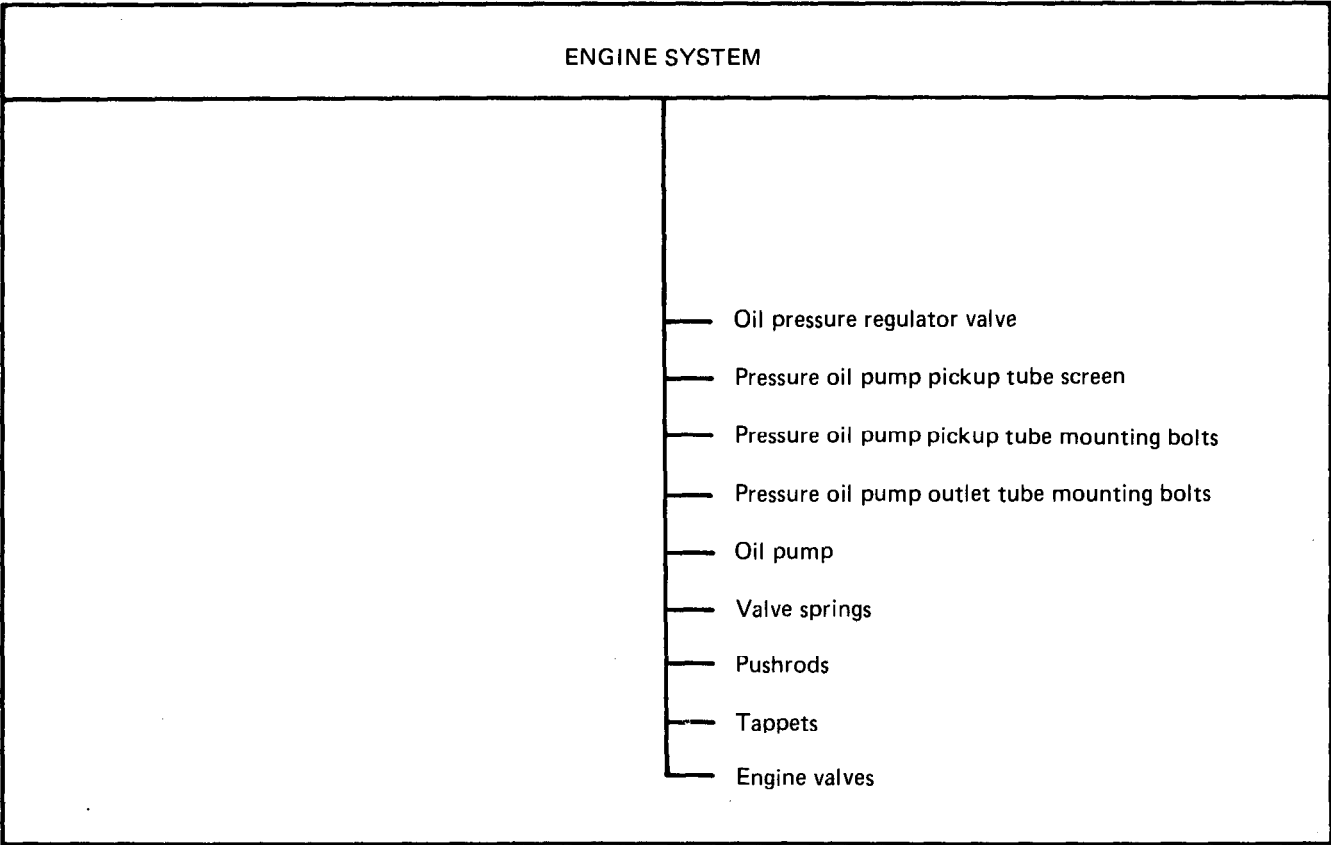 ENGINE SYSTEM
Oil pressure regulator valve
Pressure oil pump pickup tube screen
Pressure oil pump pickup tube mounting bolts
Pressure oil pump outlet tube mounting bolts
Oil pump
Valve springs
Pushrods
Tappets
Engine valves